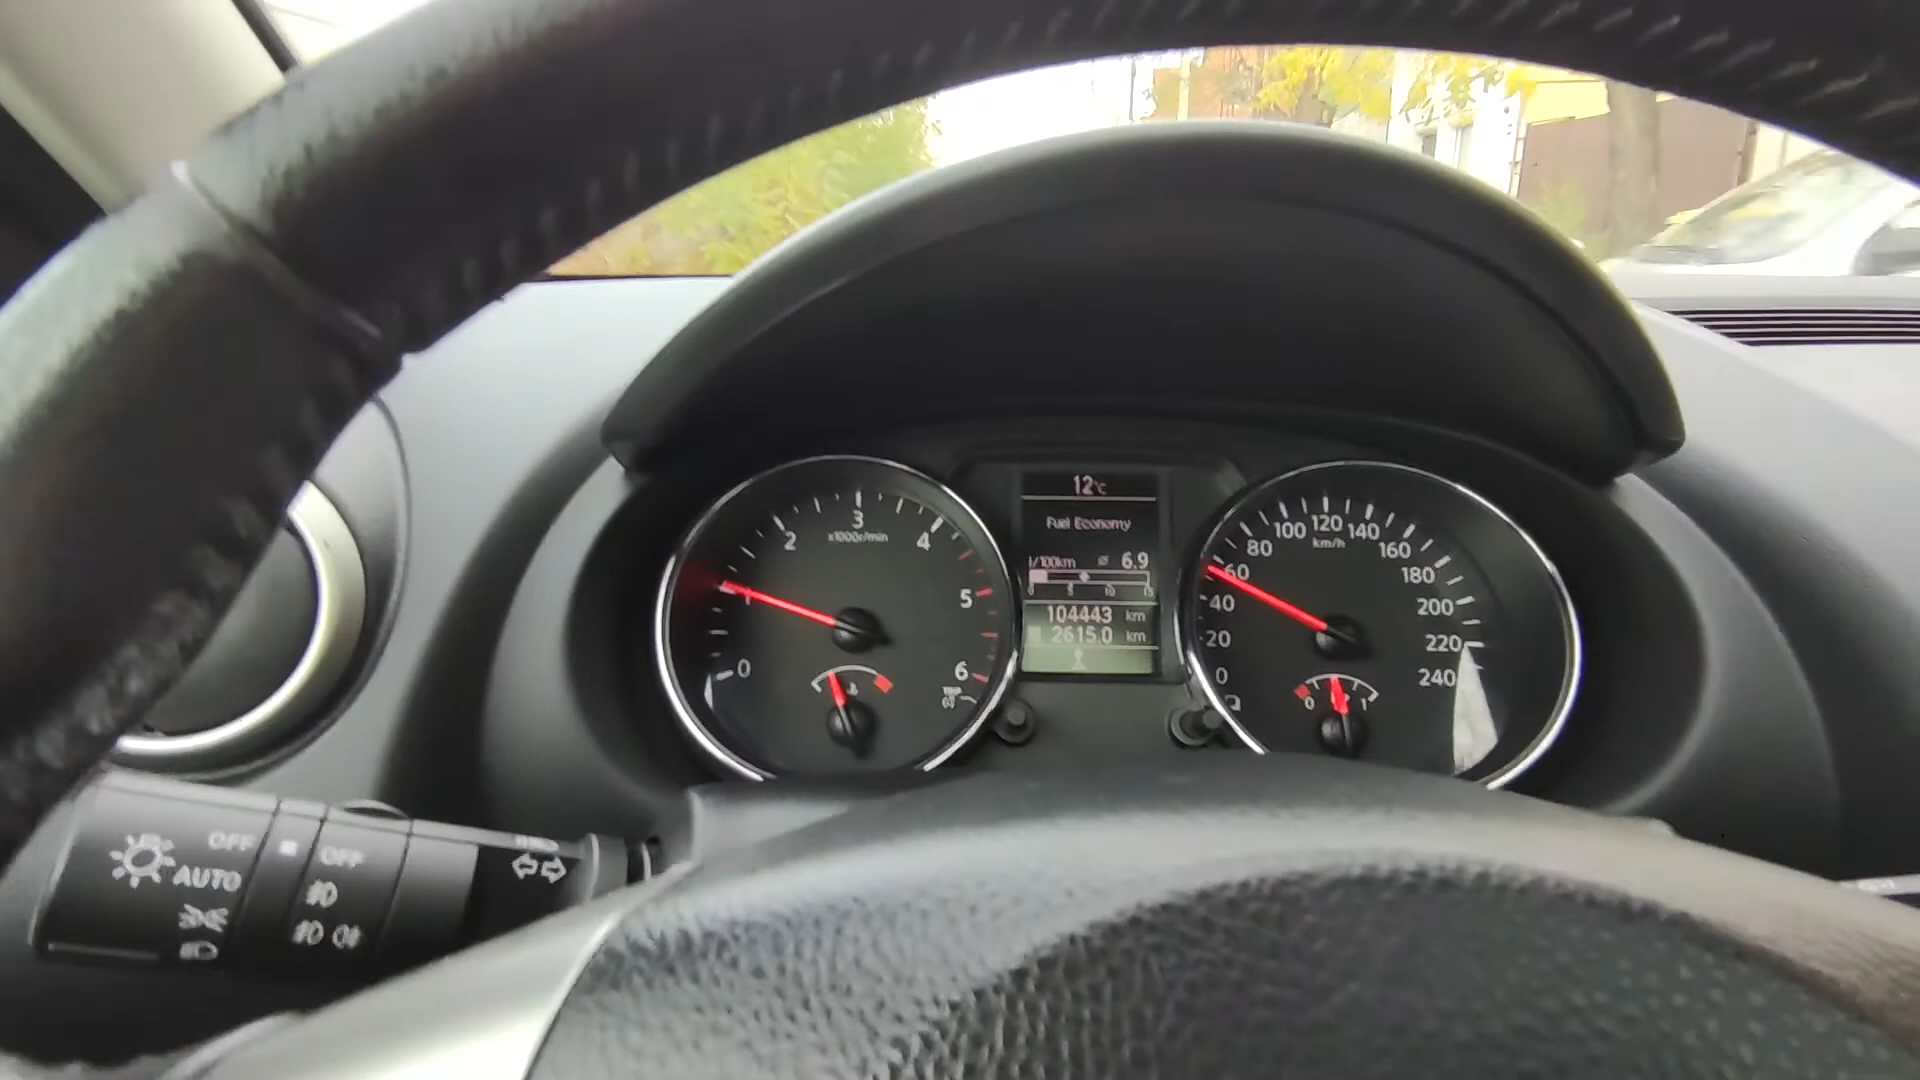 12°C
Fuel Economy
l/100km ø 6.9
0 5 10 15
104443 km
2615.0 km
0 1 2 3 4 5 6
x1000r/min
TRIP
0 20 40 60 80 100 120 140 160 180 200 220 240
km/h
0 1
OFF
AUTO
OFF